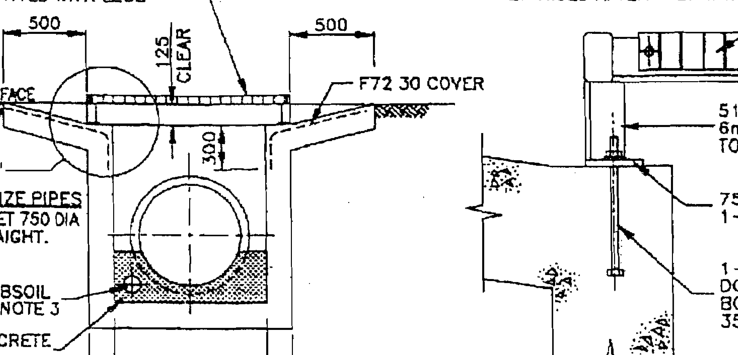 500
125
CLEAR
500
FACE
F72 30 COVER
300
IZE PIPES
ET 750 DIA
AIGHT.
BSOIL
NOTE 3
CRETE
51
6m
TO
75
1-
1-
DO
BO
35